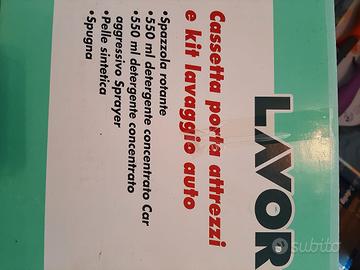 LAVOR
Cassetta porta attrezzi
e kit lavaggio auto
• Spazzola rotante
• 550 ml detergente concentrato Car
• 550 ml detergente concentrato
aggressivo Sprayer
• Pelle sintetica
• Spugna
subito